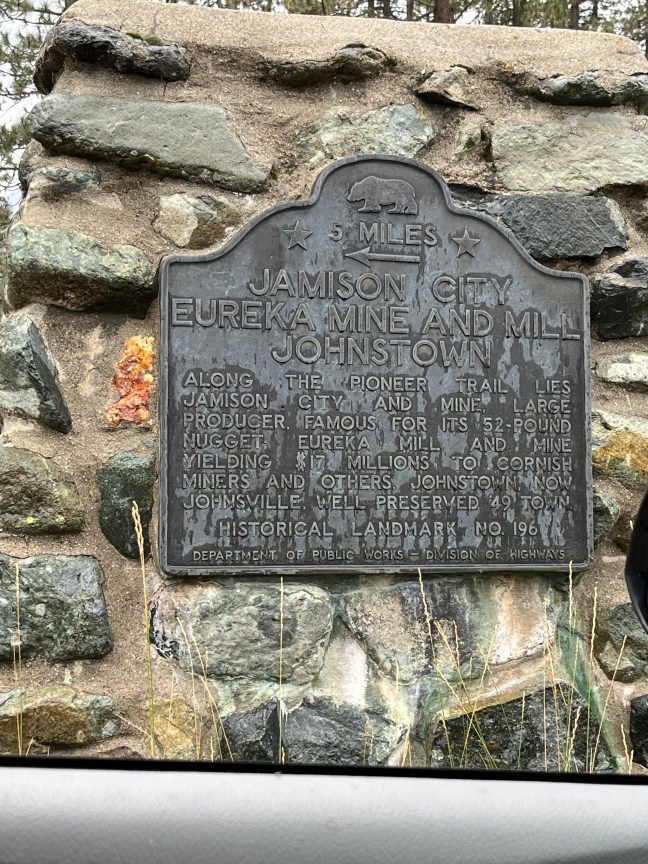 5 MILES
JAMISON CITY
EUREKA MINE AND MILL
JOHNSTOWN
ALONG THE PIONEER TRAIL LIES
JAMISON CITY AND MINE, LARGE
PRODUCER, FAMOUS FOR ITS 52-POUND
NUGGET. EUREKA MILL AND MINE
YIELDING $17 MILLIONS TO CORNISH
MINERS AND OTHERS. JOHNSTOWN, NOW
JOHNSVILLE, WELL PRESERVED '49 TOWN.
HISTORICAL LANDMARK NO. 196
DEPARTMENT OF PUBLIC WORKS - DIVISION OF HIGHWAYS